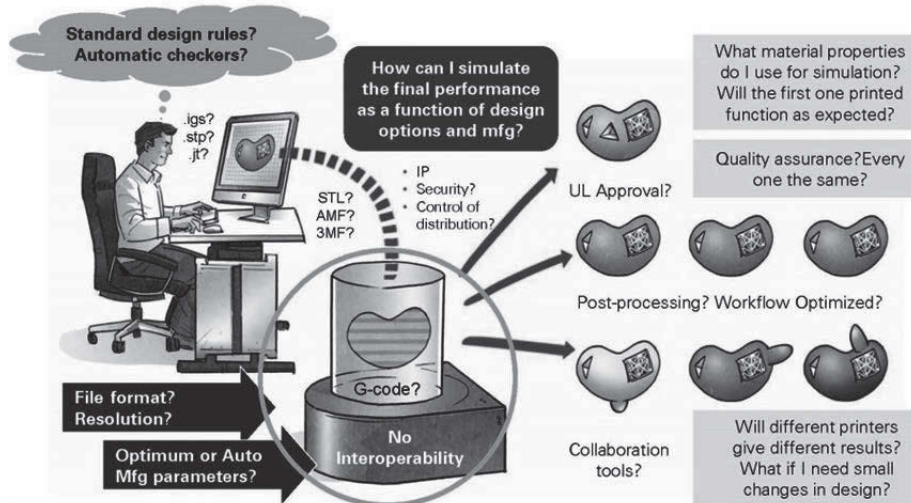 Standard design rules?
Automatic checkers?
.igs?
.stp?
.jt?
How can I simulate
the final performance
as a function of design
options and mfg?
STL?
AMF?
3MF?
• IP
• Security?
• Control of
distribution?
What material properties
do I use for simulation?
Will the first one printed
function as expected?
UL Approval?
Quality assurance?Every
one the same?
Post-processing? Workflow Optimized?
G-code?
No
Interoperability
File format?
Resolution?
Optimum or Auto
Mfg parameters?
Collaboration
tools?
Will different printers
give different results?
What if I need small
changes in design?